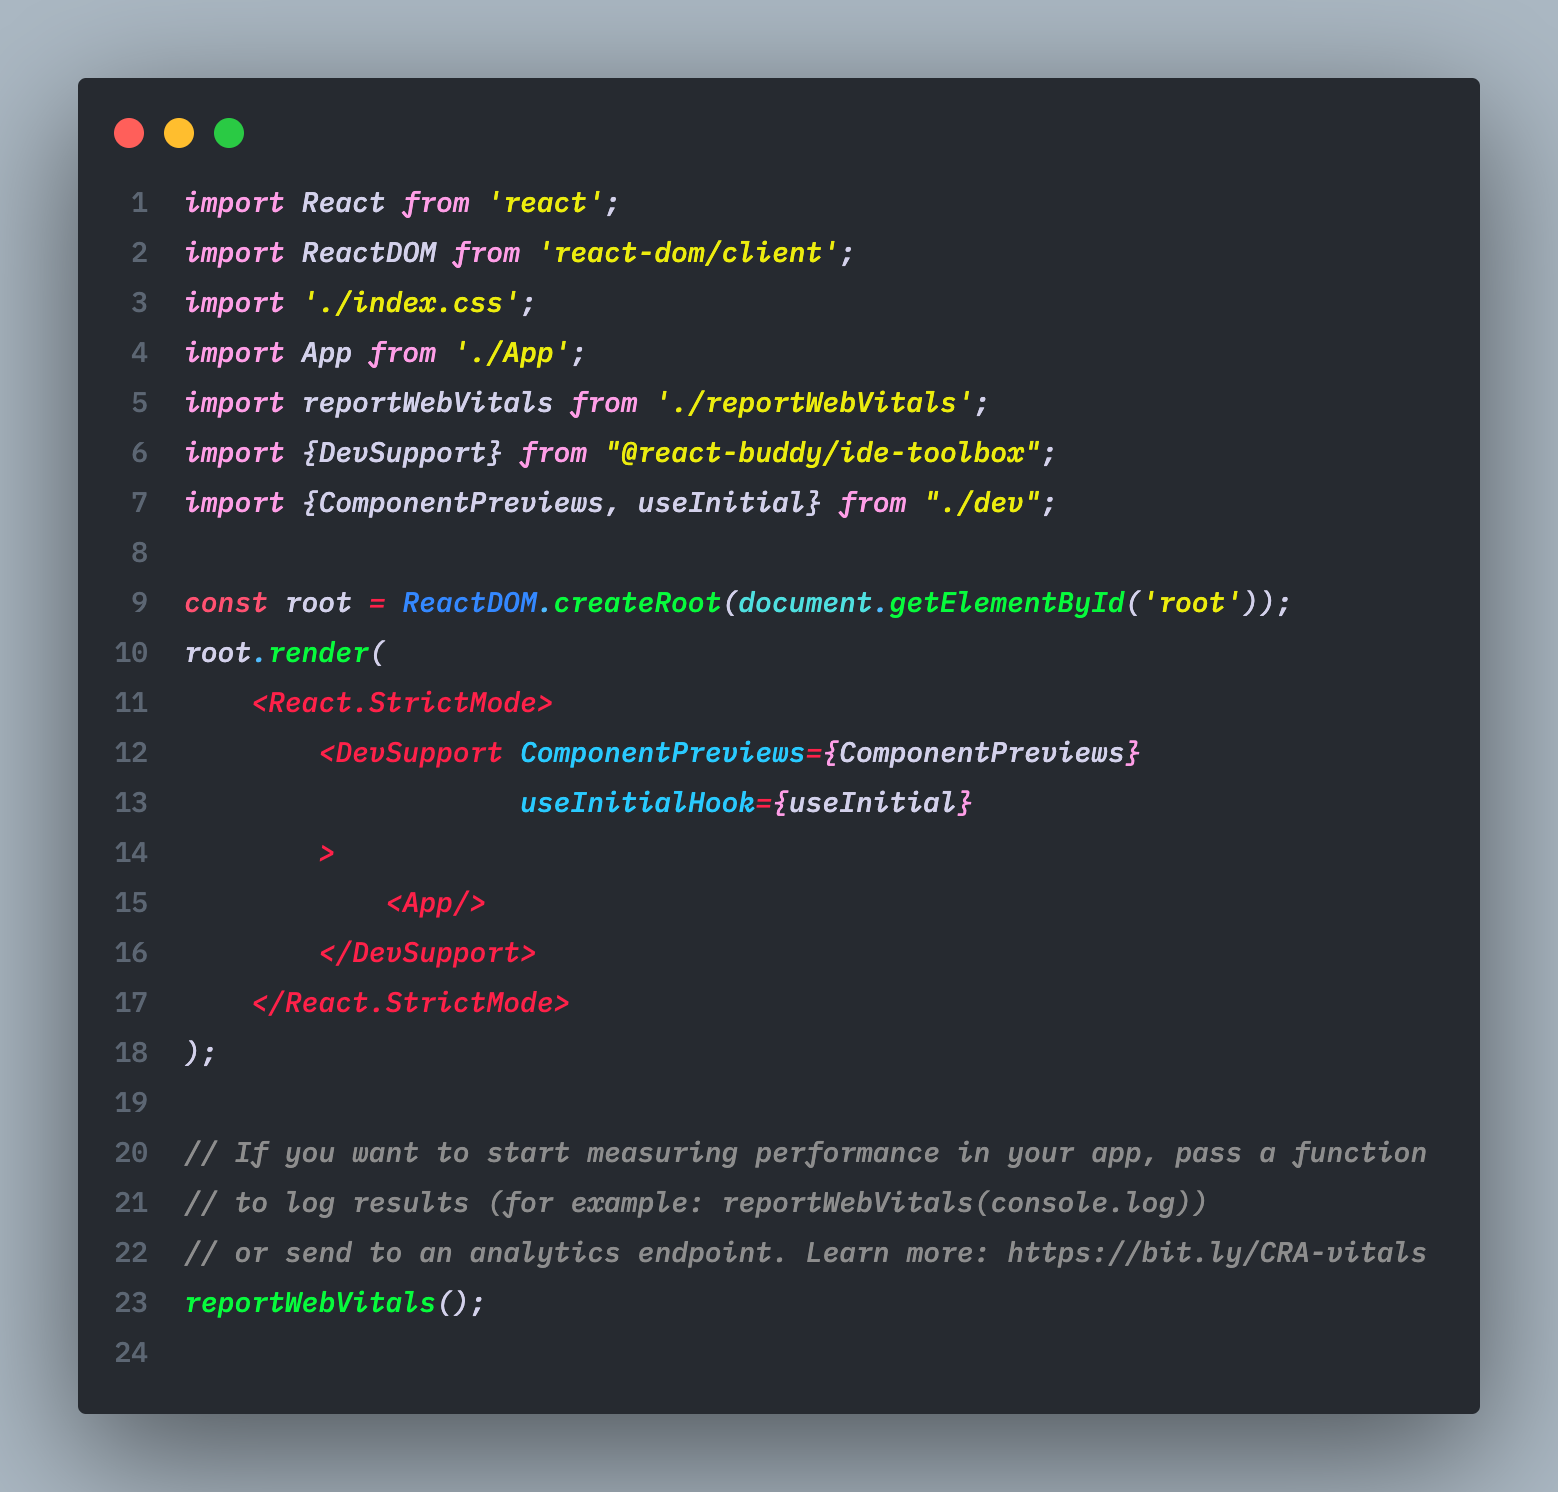 1 import React from 'react';
2 import ReactDOM from 'react-dom/client';
3 import './index.css';
4 import App from './App';
5 import reportWebVitals from './reportWebVitals';
6 import {DevSupport} from "@react-buddy/ide-toolbox";
7 import {ComponentPreviews, useInitial} from "./dev";
8
9 const root = ReactDOM.createRoot(document.getElementById('root'));
10 root.render(
11     <React.StrictMode>
12         <DevSupport ComponentPreviews={ComponentPreviews}
13                     useInitialHook={useInitial}
14         >
15             <App/>
16         </DevSupport>
17     </React.StrictMode>
18 );
19
20 // If you want to start measuring performance in your app, pass a function
21 // to log results (for example: reportWebVitals(console.log))
22 // or send to an analytics endpoint. Learn more: https://bit.ly/CRA-vitals
23 reportWebVitals();
24